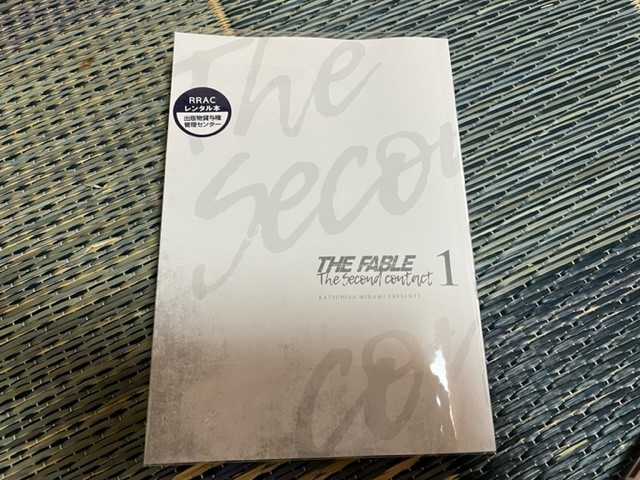 The
secon
con
RRAC
レンタル本
出版物貸与権
管理センター
THE FABLE
The second contact 1
KATSUHISA MINAMI PRESENTS